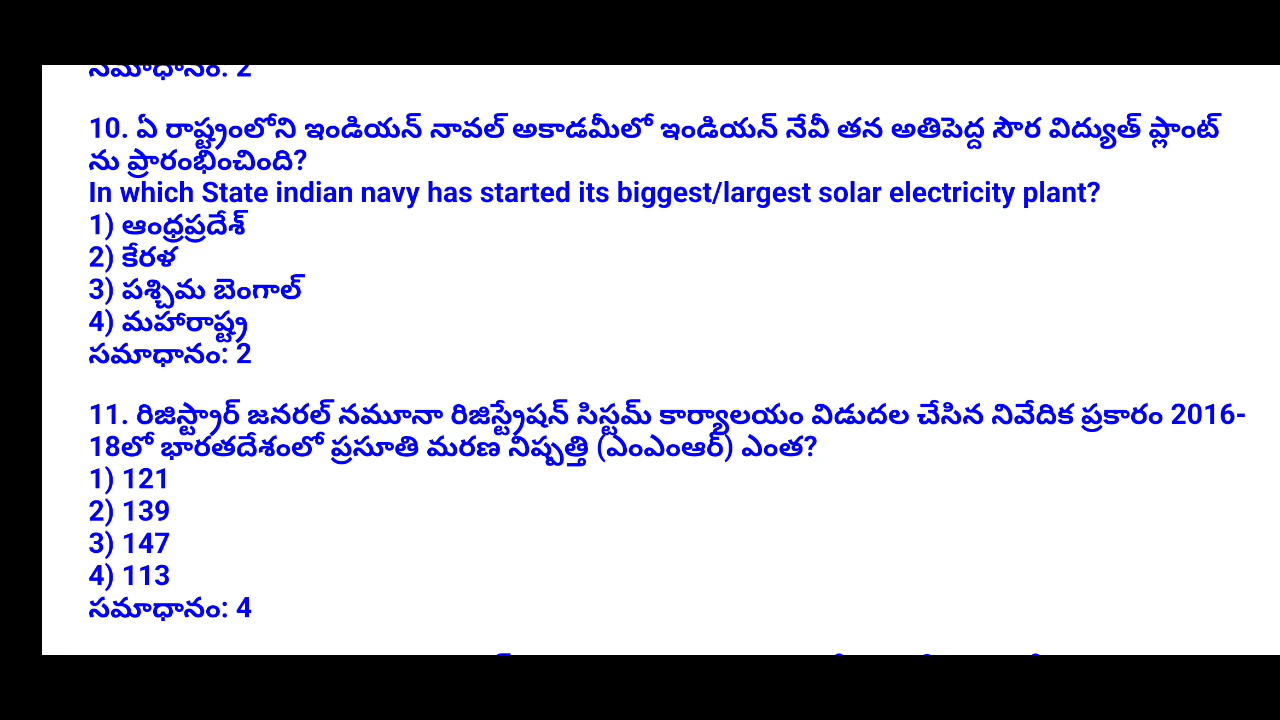 సమాధానం: 2
10. ఏ రాష్ట్రంలోని ఇండియన్ నావల్ అకాడమీలో ఇండియన్ నేవీ తన అతిపెద్ద సౌర విద్యుత్ ప్లాంట్
ను ప్రారంభించింది?
In which State indian navy has started its biggest/largest solar electricity plant?
1) ఆంధ్రప్రదేశ్
2) కేరళ
3) పశ్చిమ బెంగాల్
4) మహారాష్ట్ర
సమాధానం: 2
11. రిజిస్ట్రార్ జనరల్ నమూనా రిజిస్ట్రేషన్ సిస్టమ్ కార్యాలయం విడుదల చేసిన నివేదిక ప్రకారం 2016-
18లో భారతదేశంలో ప్రసూతి మరణ నిష్పత్తి (ఎంఎంఆర్) ఎంత?
1) 121
2) 139
3) 147
4) 113
సమాధానం: 4